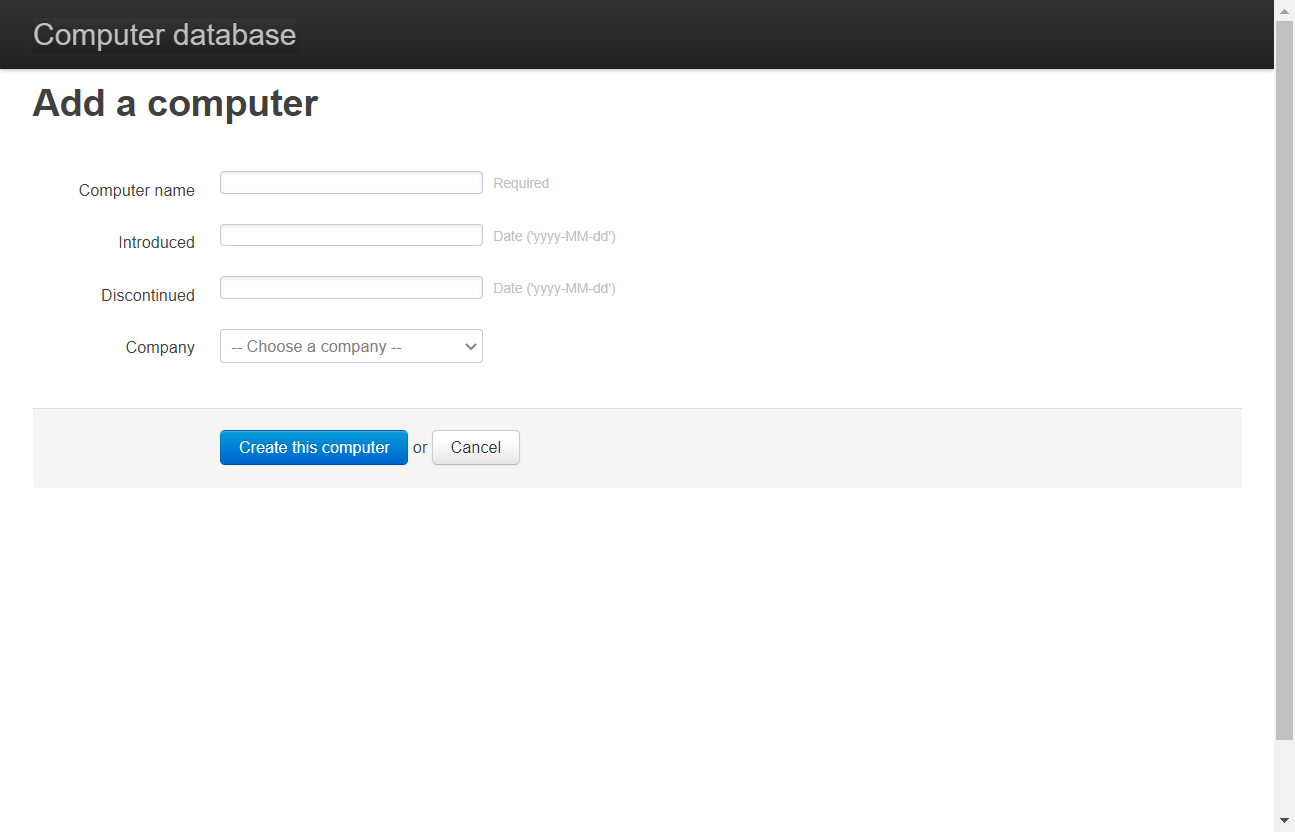 Computer database
Add a computer
Computer name Required
Introduced Date ('yyyy-MM-dd')
Discontinued Date ('yyyy-MM-dd')
Company -- Choose a company --
Create this computer or Cancel